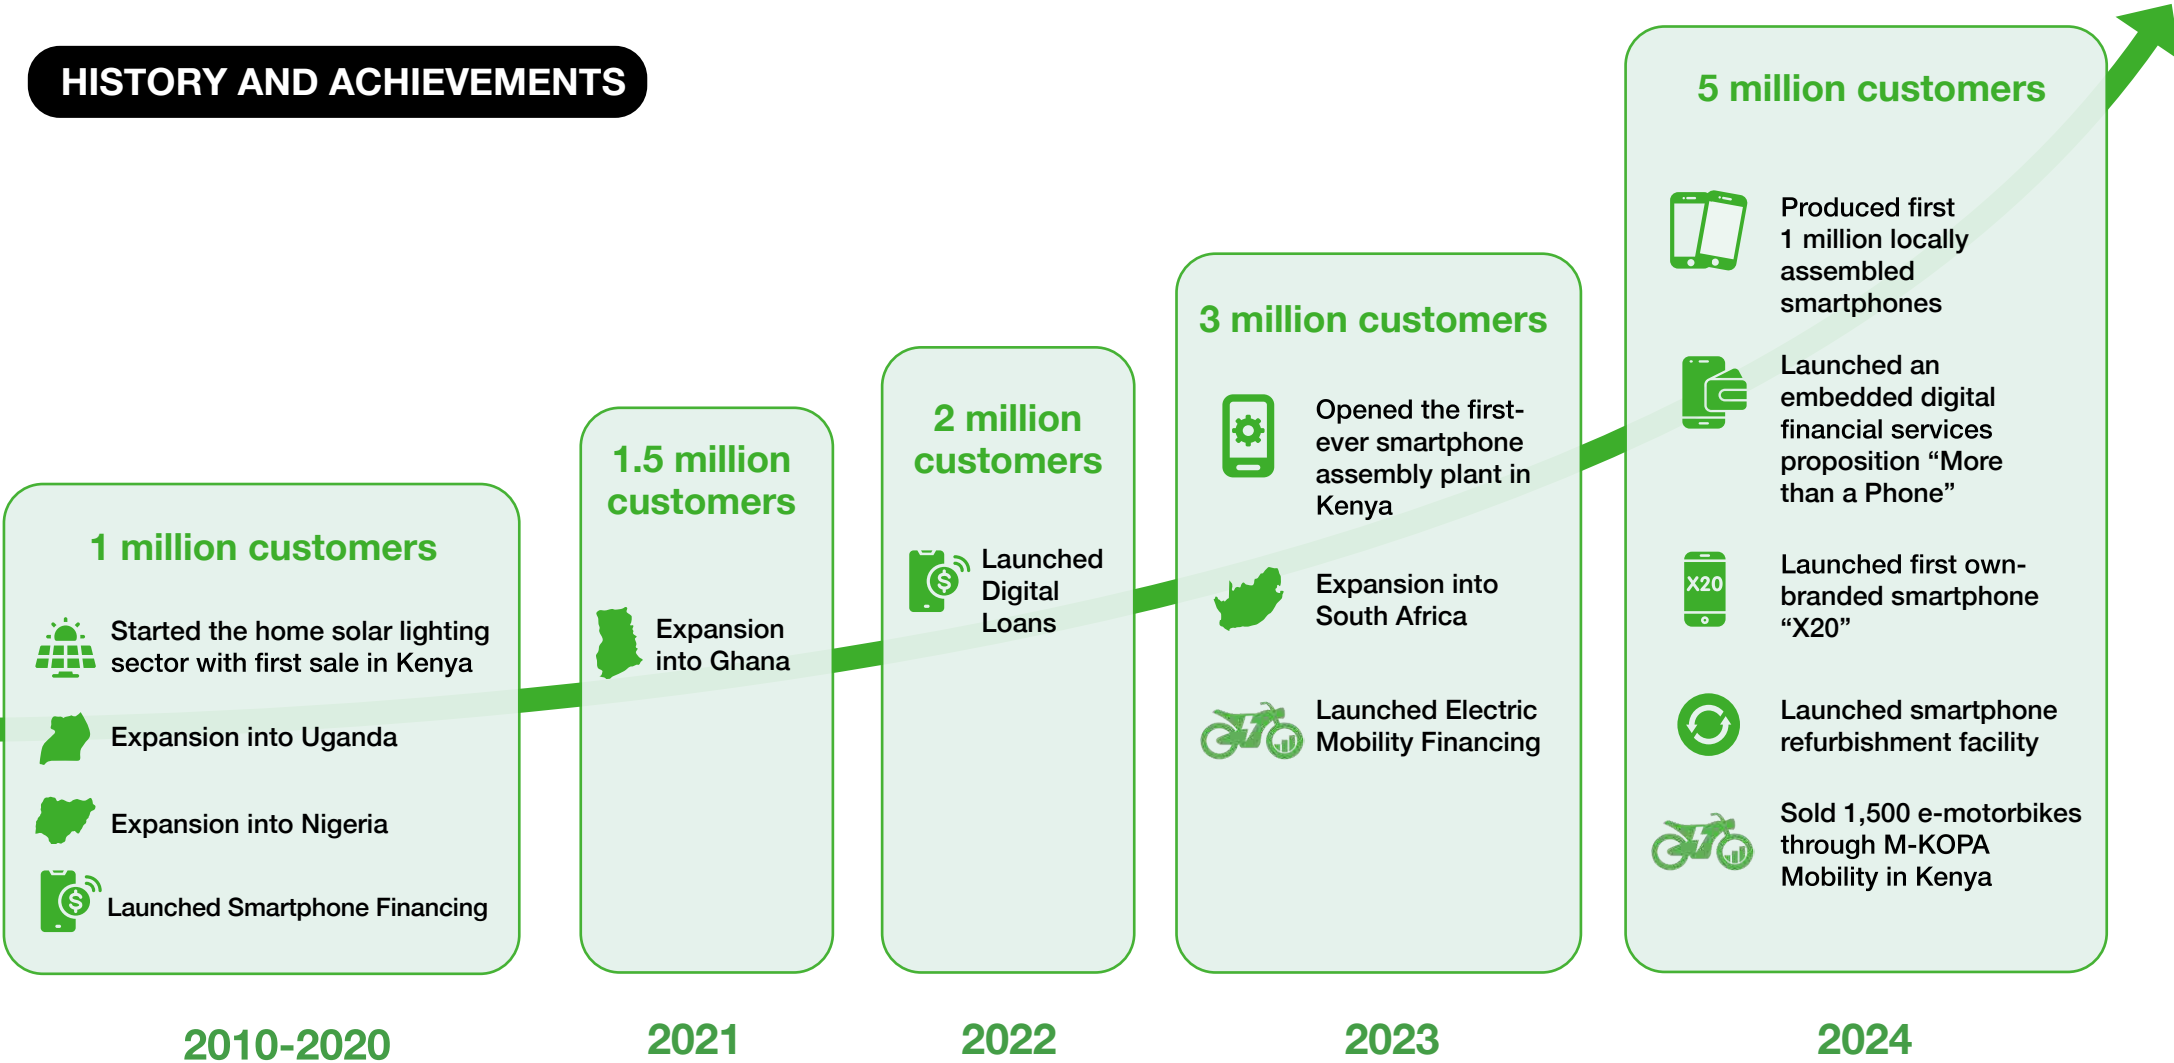 HISTORY AND ACHIEVEMENTS
1 million customers
Started the home solar lighting
sector with first sale in Kenya
Expansion into Uganda
Expansion into Nigeria
Launched Smartphone Financing
2010-2020
1.5 million
customers
Expansion
into Ghana
2021
2 million
customers
Launched
Digital
Loans
2022
3 million customers
Opened the first-
ever smartphone
assembly plant in
Kenya
Expansion into
South Africa
Launched Electric
Mobility Financing
2023
5 million customers
Produced first
1 million locally
assembled
smartphones
Launched an
embedded digital
financial services
proposition “More
than a Phone”
X20
Launched first own-
branded smartphone
“X20”
Launched smartphone
refurbishment facility
Sold 1,500 e-motorbikes
through M-KOPA
Mobility in Kenya
2024